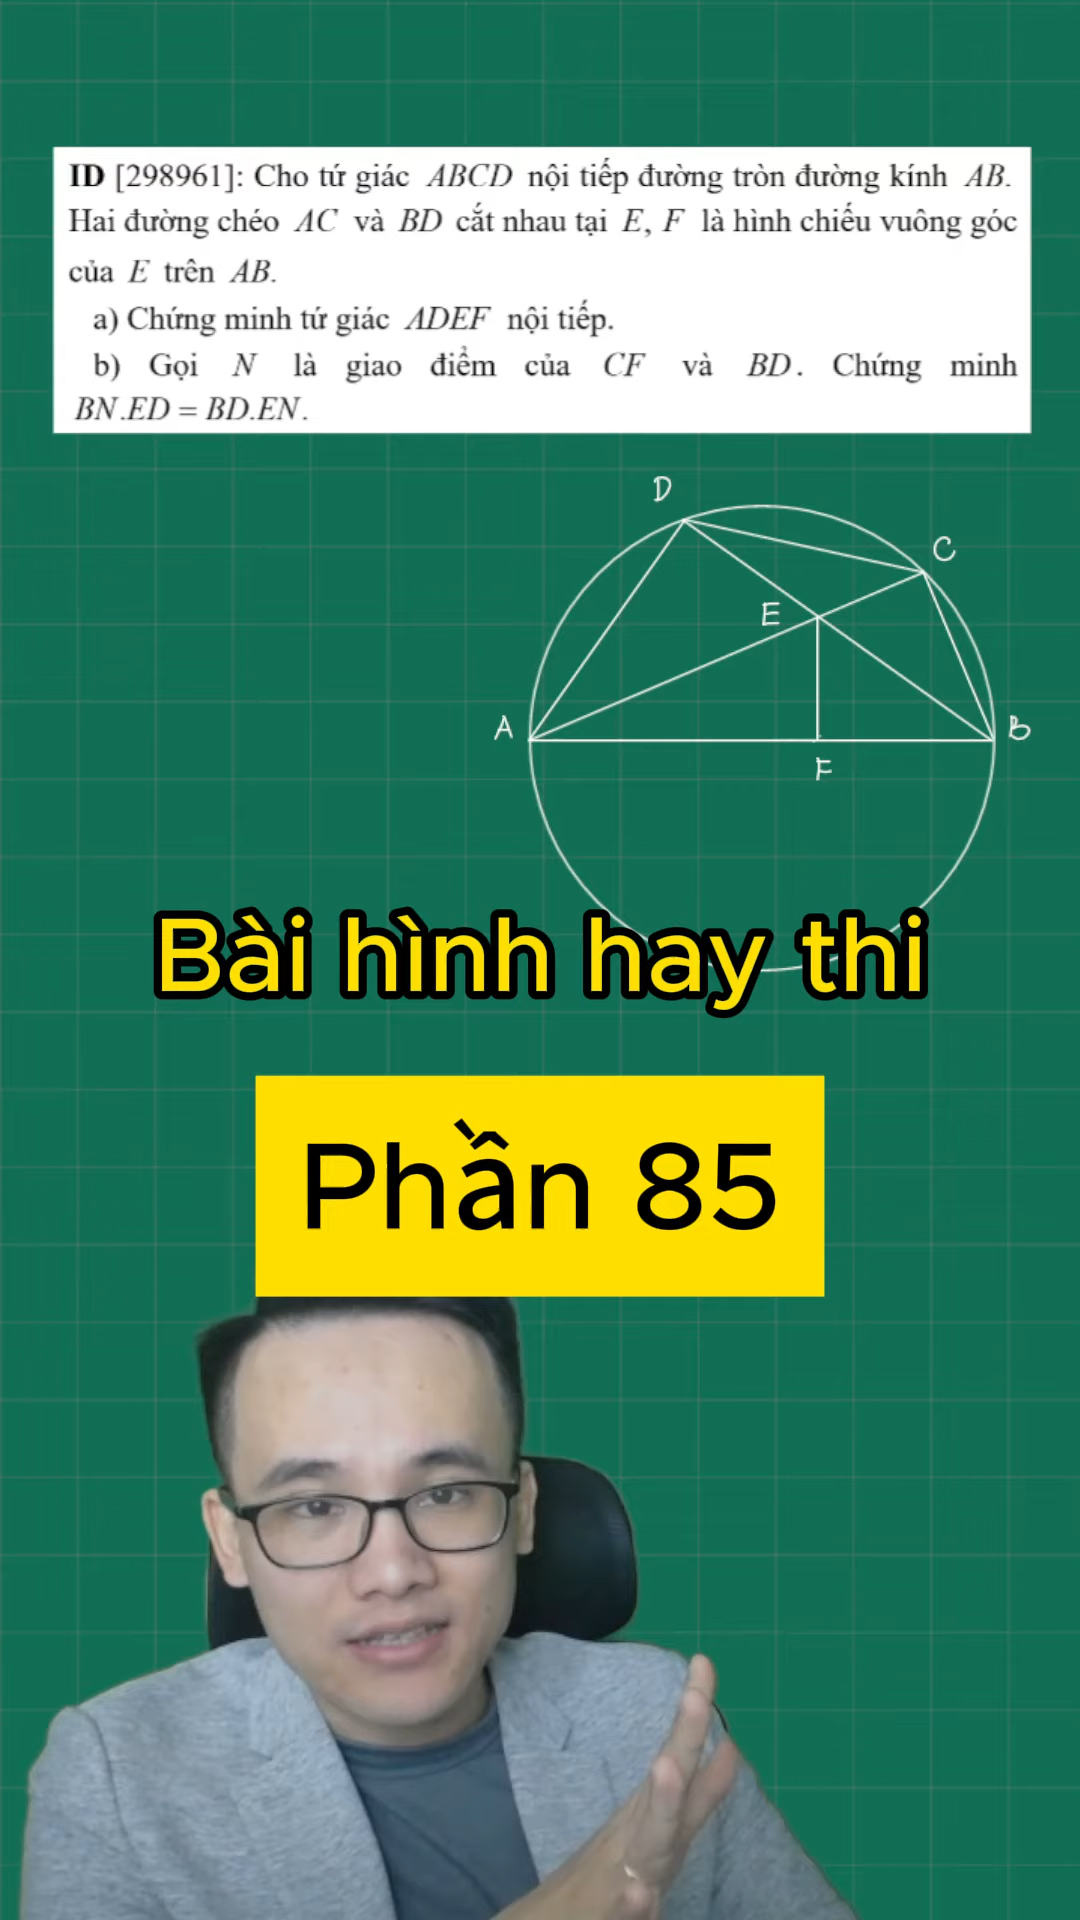 ID [298961]: Cho tứ giác ABCD nội tiếp đường tròn đường kính AB.
Hai đường chéo AC và BD cắt nhau tại E, F là hình chiếu vuông góc
của E trên AB.
a) Chứng minh tứ giác ADEF nội tiếp.
b) Gọi N là giao điểm của CF và BD. Chứng minh
BN.ED = BD.EN.
D
C
E
A
B
F
Bài hình hay thi
Phần 85